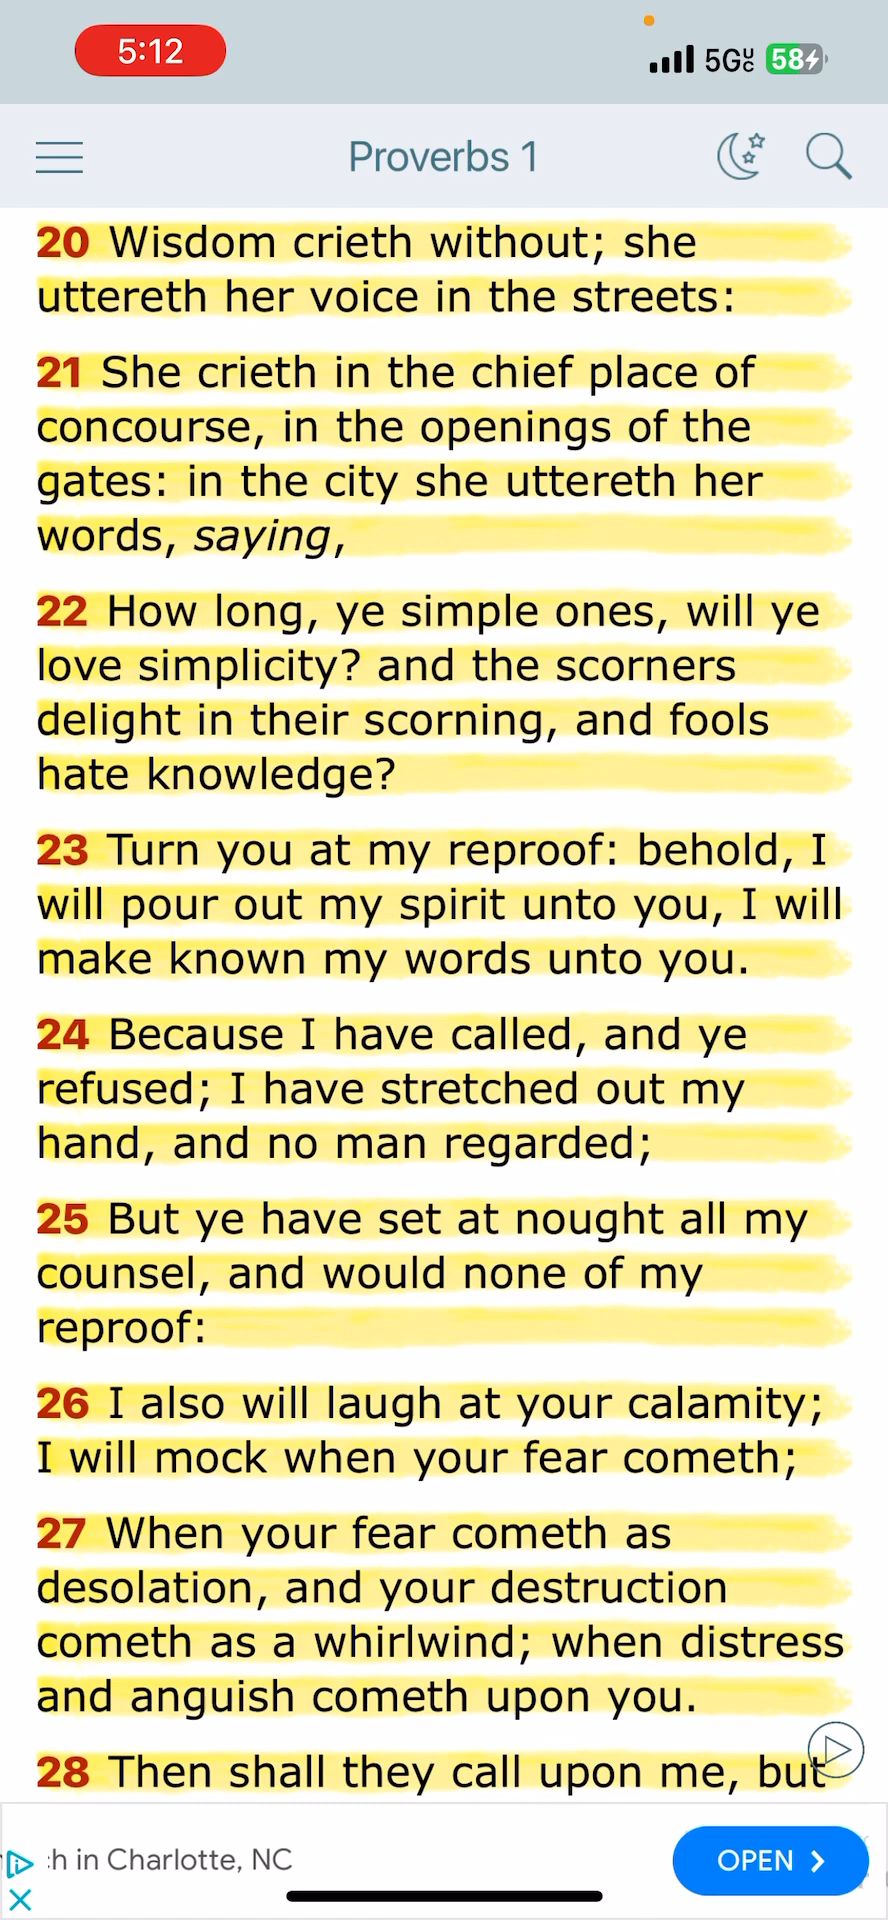 5:12
5G UC 58
Proverbs 1
20 Wisdom crieth without; she
uttereth her voice in the streets:
21 She crieth in the chief place of
concourse, in the openings of the
gates: in the city she uttereth her
words, saying,
22 How long, ye simple ones, will ye
love simplicity? and the scorners
delight in their scorning, and fools
hate knowledge?
23 Turn you at my reproof: behold, I
will pour out my spirit unto you, I will
make known my words unto you.
24 Because I have called, and ye
refused; I have stretched out my
hand, and no man regarded;
25 But ye have set at nought all my
counsel, and would none of my
reproof:
26 I also will laugh at your calamity;
I will mock when your fear cometh;
27 When your fear cometh as
desolation, and your destruction
cometh as a whirlwind; when distress
and anguish cometh upon you.
28 Then shall they call upon me, but
h in Charlotte, NC
OPEN